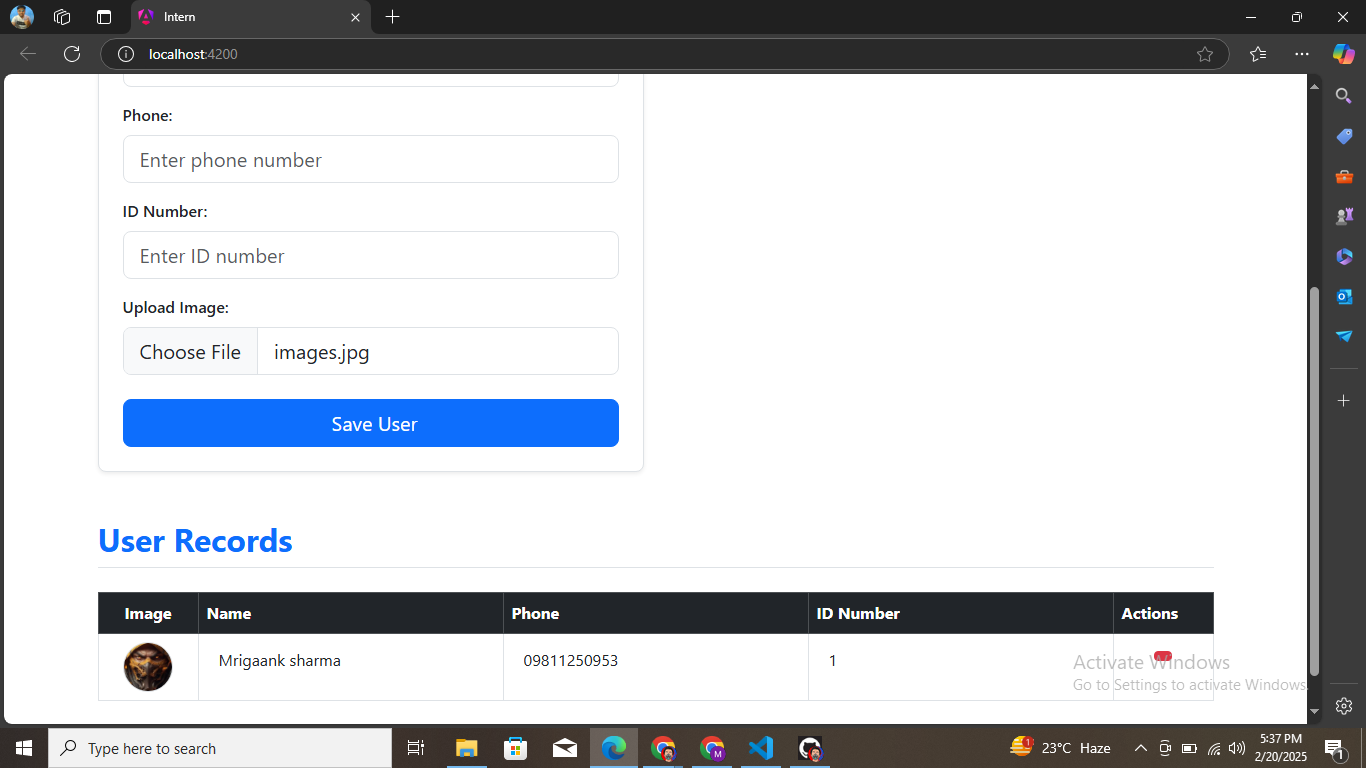 Intern
localhost:4200
Phone:
Enter phone number
ID Number:
Enter ID number
Upload Image:
Choose File images.jpg
Save User
User Records
Image Name Phone ID Number Actions
Mrigaank sharma 09811250953 1
Activate Windows
Go to Settings to activate Windows.
Type here to search
1
23°C Haze
5:37 PM
2/20/2025
1